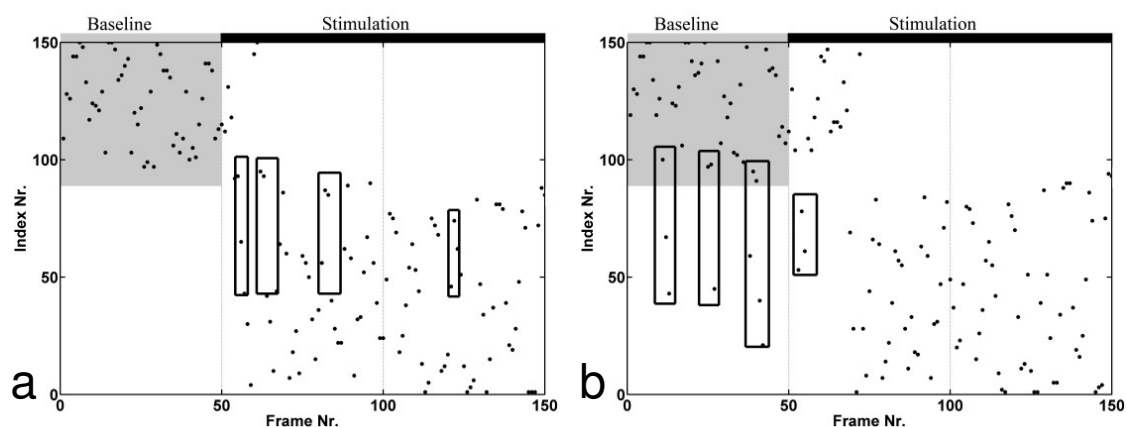 Baseline Stimulation
150
100
50
0
Index Nr.
0 50 100 150
Frame Nr.
a
Baseline Stimulation
150
100
50
0
Index Nr.
0 50 100 150
Frame Nr.
b